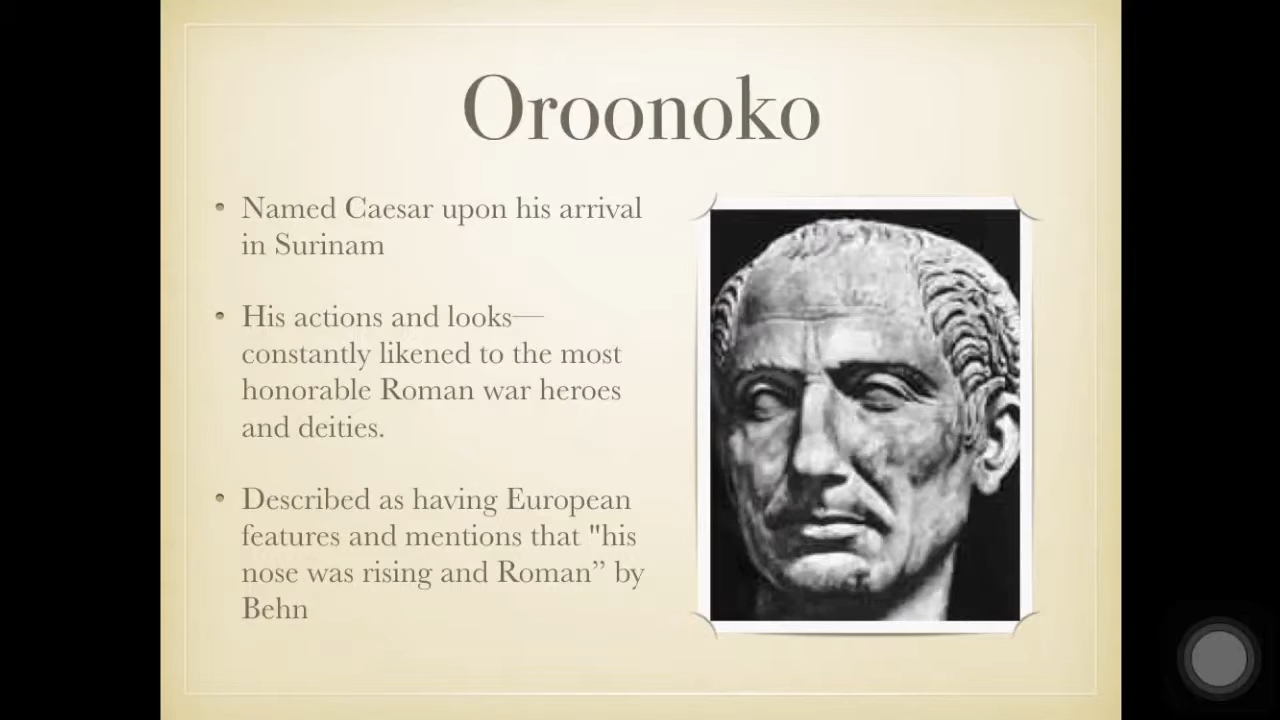 Oroonoko
• Named Caesar upon his arrival
in Surinam
• His actions and looks—
constantly likened to the most
honorable Roman war heroes
and deities.
• Described as having European
features and mentions that "his
nose was rising and Roman” by
Behn